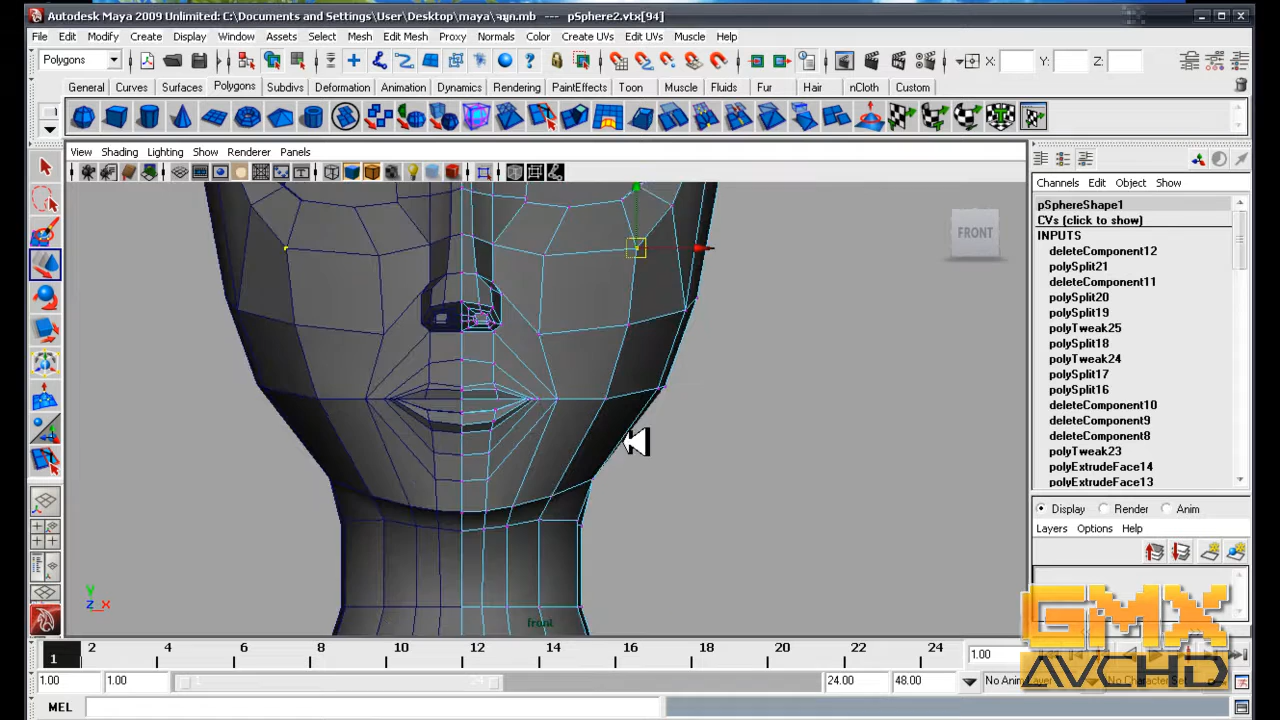 Autodesk Maya 2009 Unlimited: C:\Documents and Settings\User\Desktop\maya\ --- pSphere2.vtx[94]
File Edit Modify Create Display Window Assets Select Mesh Edit Mesh Proxy Normals Color Create UVs Edit UVs Muscle Help
Polygons X: Y: Z:
General Curves Surfaces Polygons Subdivs Deformation Animation Dynamics Rendering PaintEffects Toon Muscle Fluids Fur Hair nCloth Custom
View Shading Lighting Show Renderer Panels
Channels Edit Object Show
pSphereShape1
CVs (click to show)
INPUTS
deleteComponent12
polySplit21
deleteComponent11
polySplit20
polySplit19
polyTweak25
polySplit18
polyTweak24
polySplit17
polySplit16
deleteComponent10
deleteComponent9
deleteComponent8
polyTweak23
polyExtrudeFace14
polyExtrudeFace13
FRONT
Display Render Anim
Layers Options Help
y
z x
front
1 2 4 6 8 10 12 14 16 18 20 22 24 1.00
1.00 1.00 24.00 48.00 No Anim Layer No Character Set
MEL
GMX
AVCHD